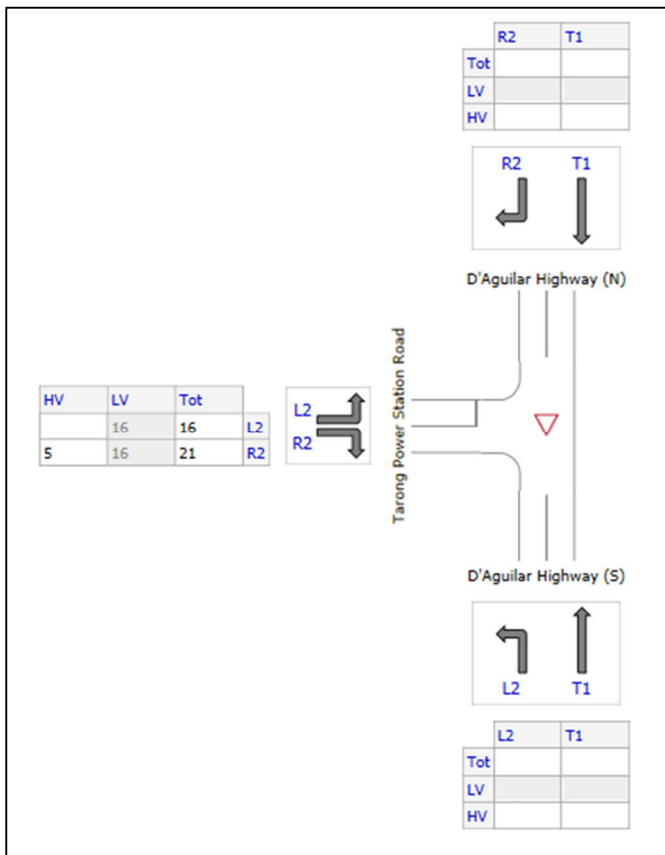 R2 T1
Tot
LV
HV
R2 T1
D'Aguilar Highway (N)
Tarong Power Station Road
HV LV Tot
16 16 L2
5 16 21 R2
L2
R2
D'Aguilar Highway (S)
L2 T1
L2 T1
Tot
LV
HV